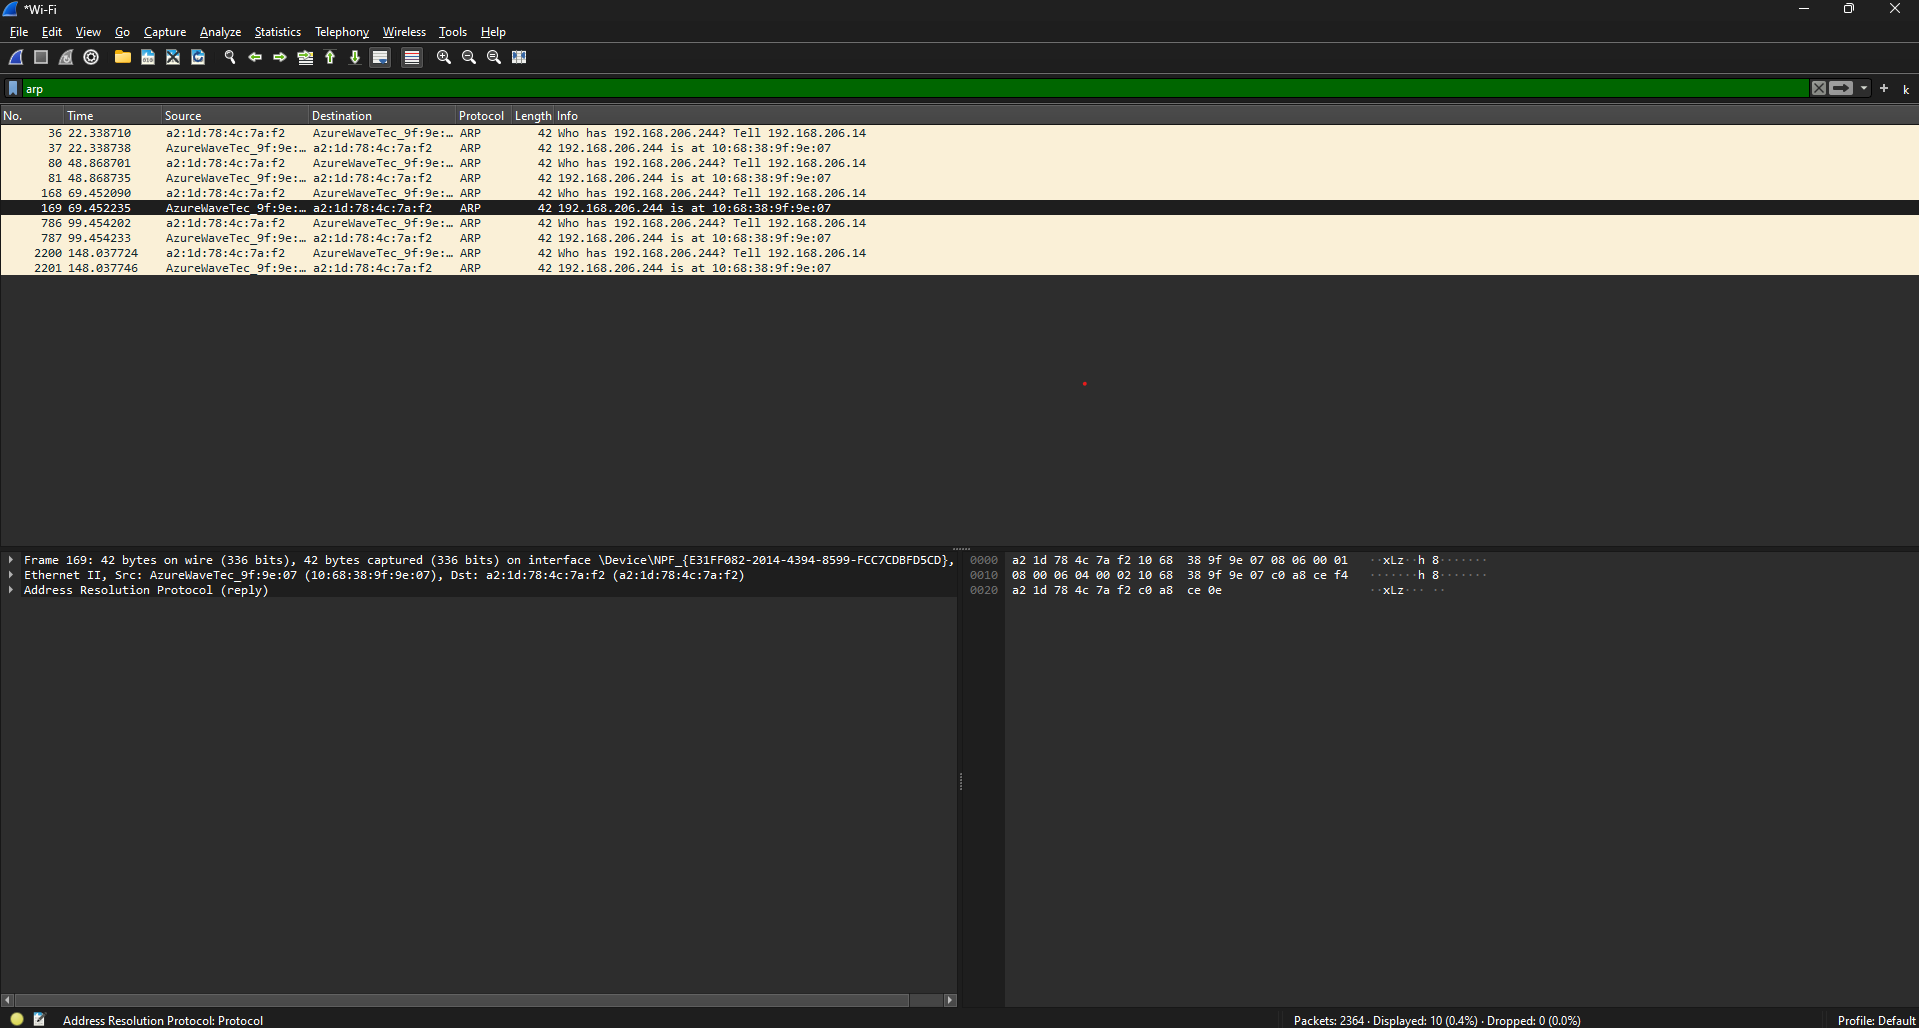 *Wi-Fi
File Edit View Go Capture Analyze Statistics Telephony Wireless Tools Help
arp
+ k
No. Time Source Destination Protocol Length Info
36 22.338710 a2:1d:78:4c:7a:f2 AzureWaveTec_9f:9e:… ARP 42 Who has 192.168.206.244? Tell 192.168.206.14
37 22.338738 AzureWaveTec_9f:9e:… a2:1d:78:4c:7a:f2 ARP 42 192.168.206.244 is at 10:68:38:9f:9e:07
80 48.868701 a2:1d:78:4c:7a:f2 AzureWaveTec_9f:9e:… ARP 42 Who has 192.168.206.244? Tell 192.168.206.14
81 48.868735 AzureWaveTec_9f:9e:… a2:1d:78:4c:7a:f2 ARP 42 192.168.206.244 is at 10:68:38:9f:9e:07
168 69.452090 a2:1d:78:4c:7a:f2 AzureWaveTec_9f:9e:… ARP 42 Who has 192.168.206.244? Tell 192.168.206.14
169 69.452235 AzureWaveTec_9f:9e:… a2:1d:78:4c:7a:f2 ARP 42 192.168.206.244 is at 10:68:38:9f:9e:07
786 99.454202 a2:1d:78:4c:7a:f2 AzureWaveTec_9f:9e:… ARP 42 Who has 192.168.206.244? Tell 192.168.206.14
787 99.454233 AzureWaveTec_9f:9e:… a2:1d:78:4c:7a:f2 ARP 42 192.168.206.244 is at 10:68:38:9f:9e:07
2200 148.037724 a2:1d:78:4c:7a:f2 AzureWaveTec_9f:9e:… ARP 42 Who has 192.168.206.244? Tell 192.168.206.14
2201 148.037746 AzureWaveTec_9f:9e:… a2:1d:78:4c:7a:f2 ARP 42 192.168.206.244 is at 10:68:38:9f:9e:07
Frame 169: 42 bytes on wire (336 bits), 42 bytes captured (336 bits) on interface \Device\NPF_{E31FF082-2014-4394-8599-FCC7CDBFD5CD},
Ethernet II, Src: AzureWaveTec_9f:9e:07 (10:68:38:9f:9e:07), Dst: a2:1d:78:4c:7a:f2 (a2:1d:78:4c:7a:f2)
Address Resolution Protocol (reply)
0000 a2 1d 78 4c 7a f2 10 68 38 9f 9e 07 08 06 00 01 ··xLz··h 8·······
0010 08 00 06 04 00 02 10 68 38 9f 9e 07 c0 a8 ce f4 ·······h 8·······
0020 a2 1d 78 4c 7a f2 c0 a8 ce 0e ··xLz··· ··
Address Resolution Protocol: Protocol
Packets: 2364 · Displayed: 10 (0.4%) · Dropped: 0 (0.0%)
Profile: Default